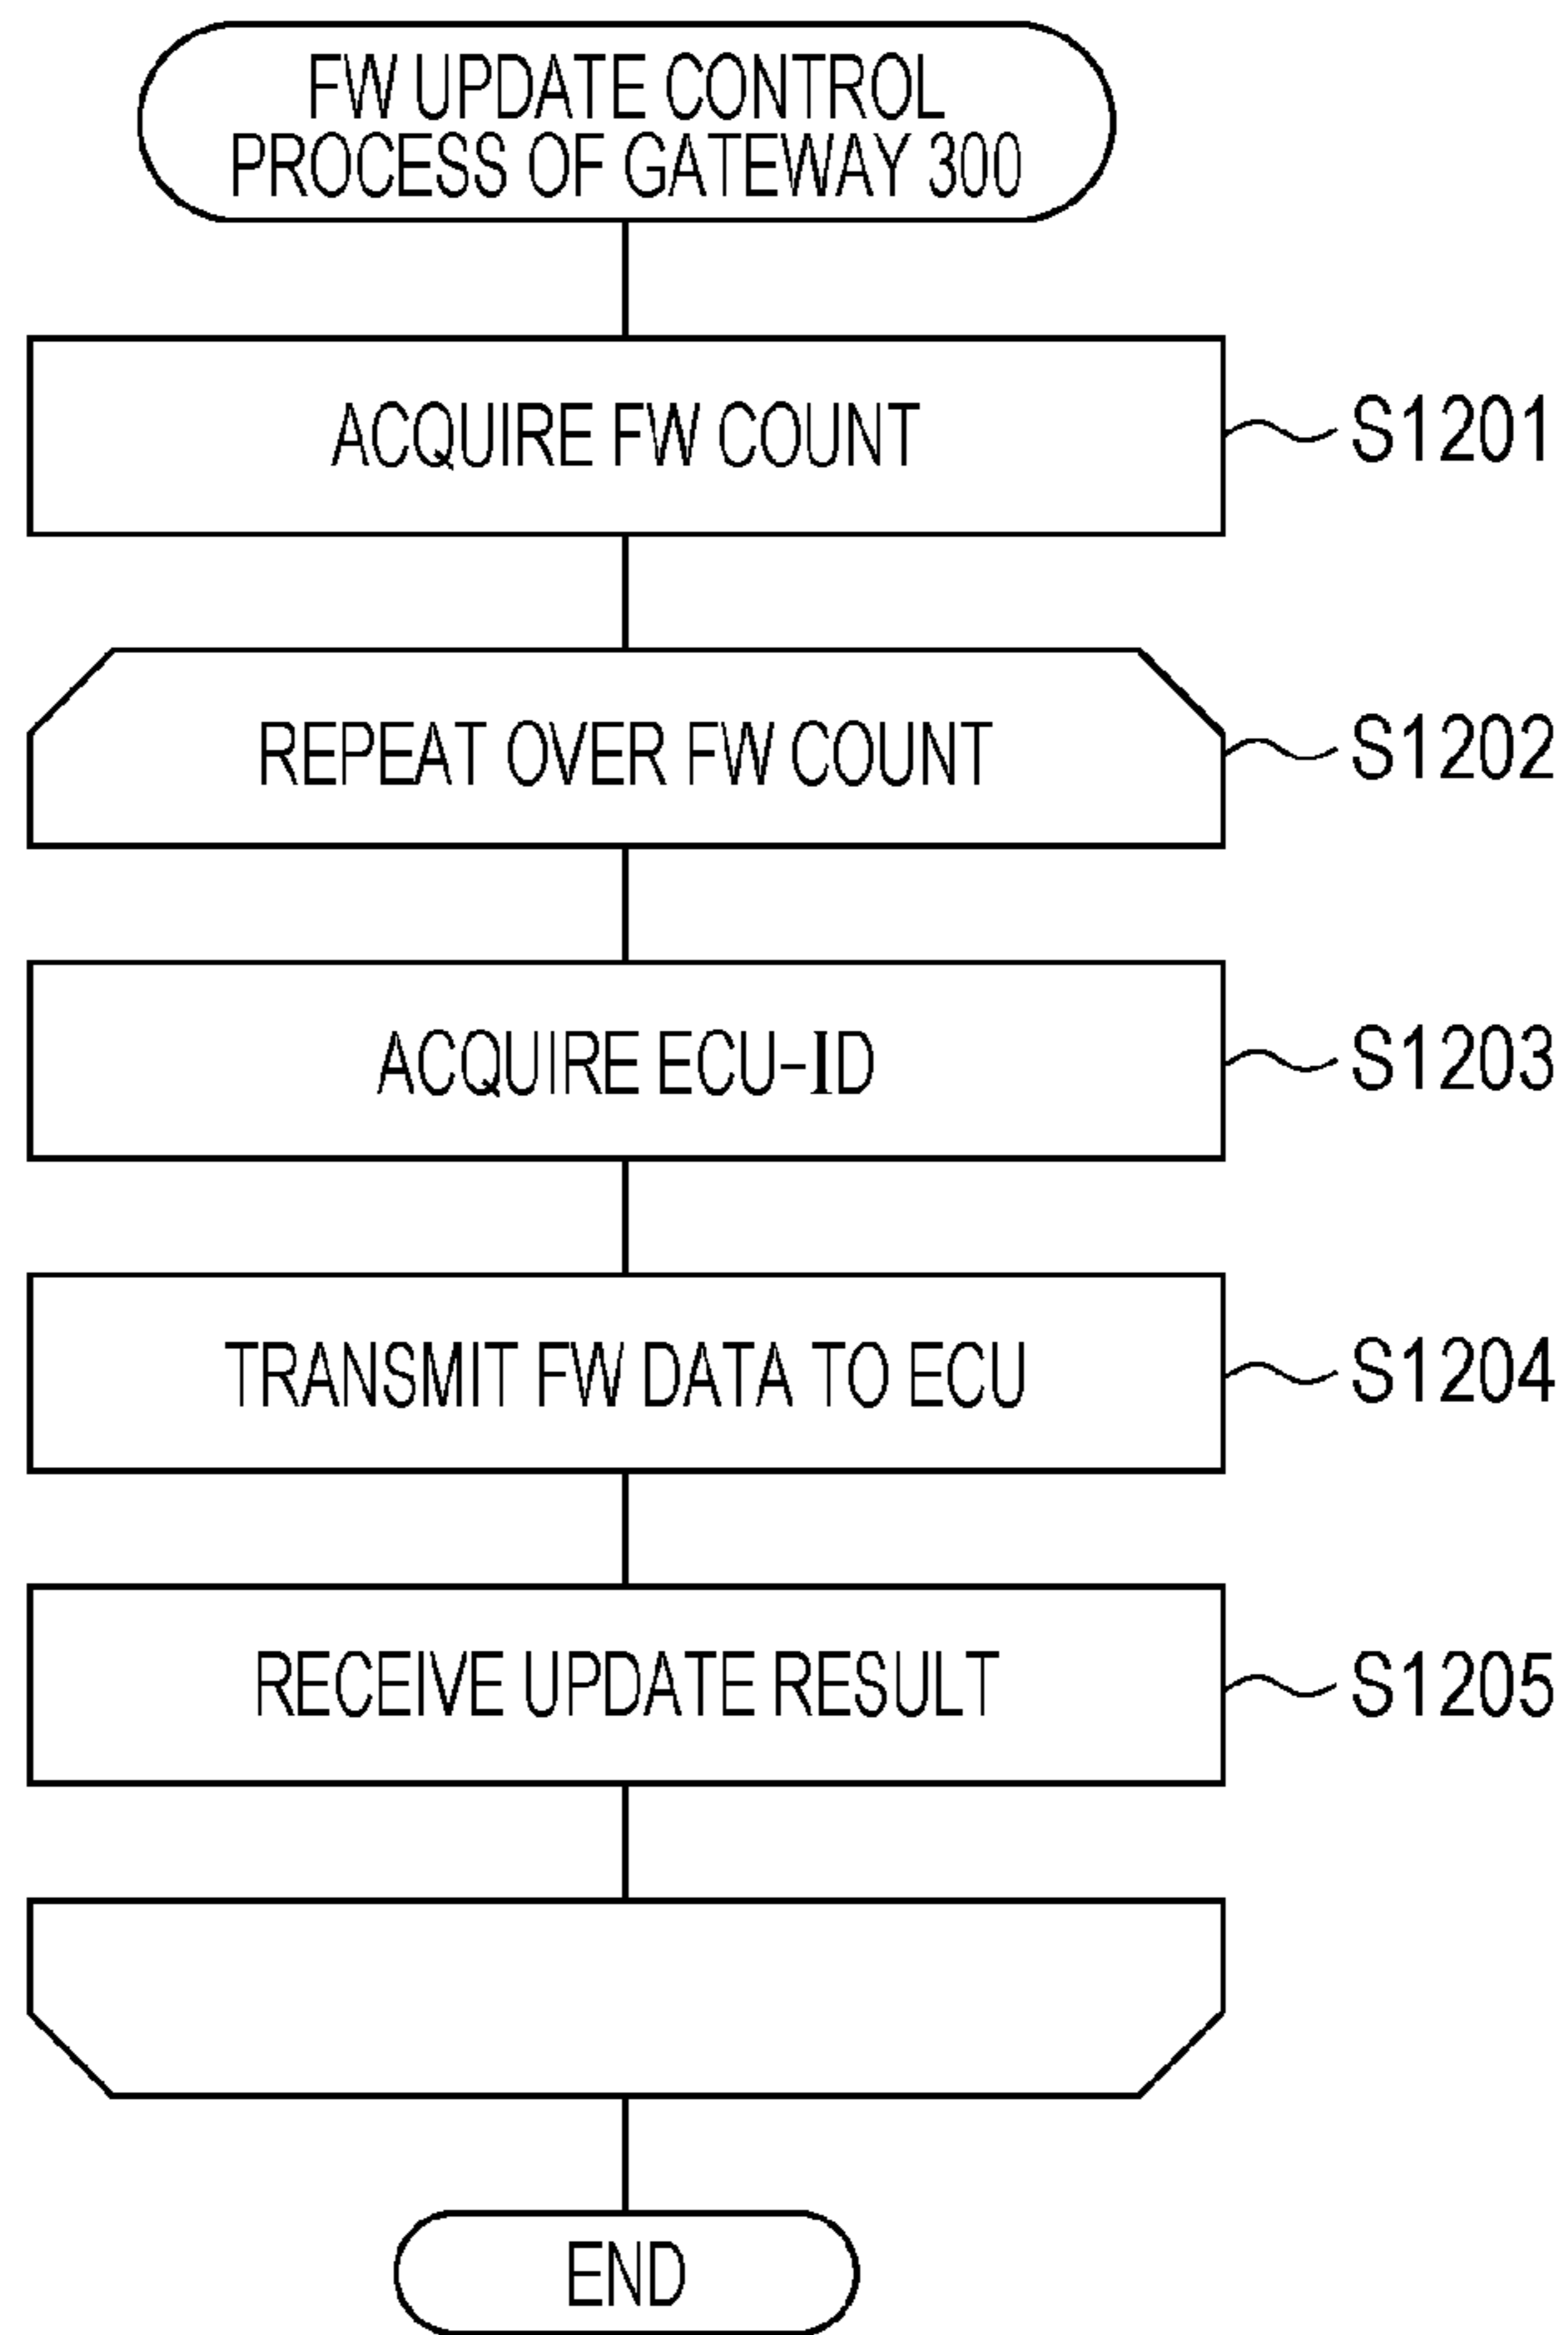 FW UPDATE CONTROL
PROCESS OF GATEWAY 300
ACQUIRE FW COUNT
S1201
REPEAT OVER FW COUNT
S1202
ACQUIRE ECU-ID
S1203
TRANSMIT FW DATA TO ECU
S1204
RECEIVE UPDATE RESULT
S1205
END